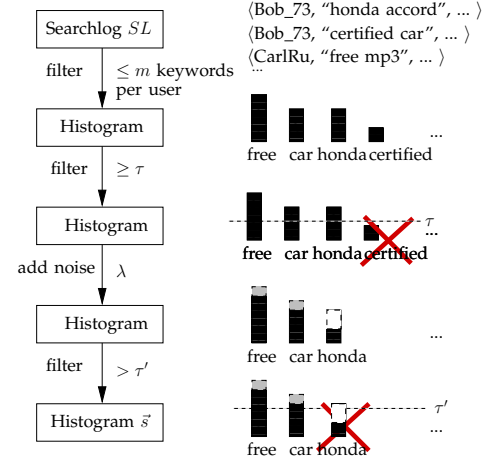 Searchlog SL
⟨Bob_73, “honda accord”, ... ⟩
⟨Bob_73, “certified car”, ... ⟩
⟨CarlRu, “free mp3”, ... ⟩
...
filter ≤ m keywords
per user
Histogram
...
free car honda certified
filter ≥ τ
τ
Histogram
...
free car honda certified
add noise λ
Histogram
...
free car honda
filter > τ′
τ′
Histogram s⃗
...
free car honda